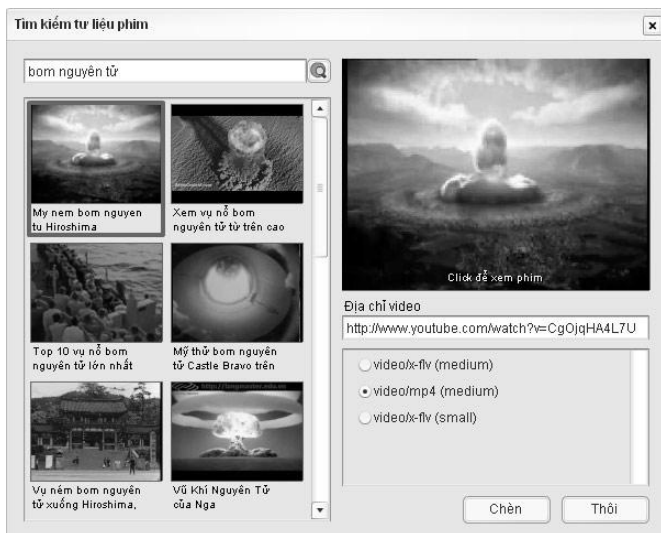 Tìm kiếm tư liệu phim
bom nguyên tử
My nem bom nguyen
tu Hiroshima
Xem vụ nổ bom
nguyên tử từ trên cao
Top 10 vụ nổ bom
nguyên tử lớn nhất
Mỹ thử bom nguyên
tử Castle Bravo trên
Vụ ném bom nguyên
tử xuống Hiroshima,
Vũ Khí Nguyên Tử
của Nga
Click để xem phim
Địa chỉ video
http://www.youtube.com/watch?v=CgOjqHA4L7U
video/x-flv (medium)
video/mp4 (medium)
video/x-flv (small)
Chèn
Thôi